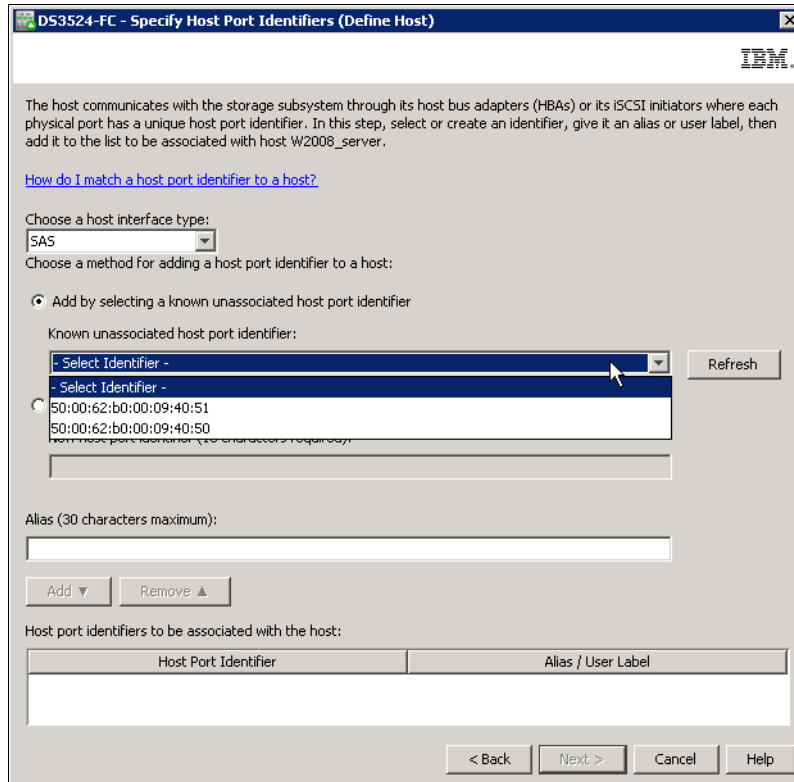 DS3524-FC - Specify Host Port Identifiers (Define Host)
IBM.
The host communicates with the storage subsystem through its host bus adapters (HBAs) or its iSCSI initiators where each
physical port has a unique host port identifier. In this step, select or create an identifier, give it an alias or user label, then
add it to the list to be associated with host W2008_server.
How do I match a host port identifier to a host?
Choose a host interface type:
SAS
Choose a method for adding a host port identifier to a host:
Add by selecting a known unassociated host port identifier
Known unassociated host port identifier:
- Select Identifier -
Refresh
- Select Identifier -
50:00:62:b0:00:09:40:51
50:00:62:b0:00:09:40:50
New host port identifier (16 characters required):
Alias (30 characters maximum):
Add
Remove
Host port identifiers to be associated with the host:
Host Port Identifier
Alias / User Label
< Back
Next >
Cancel
Help